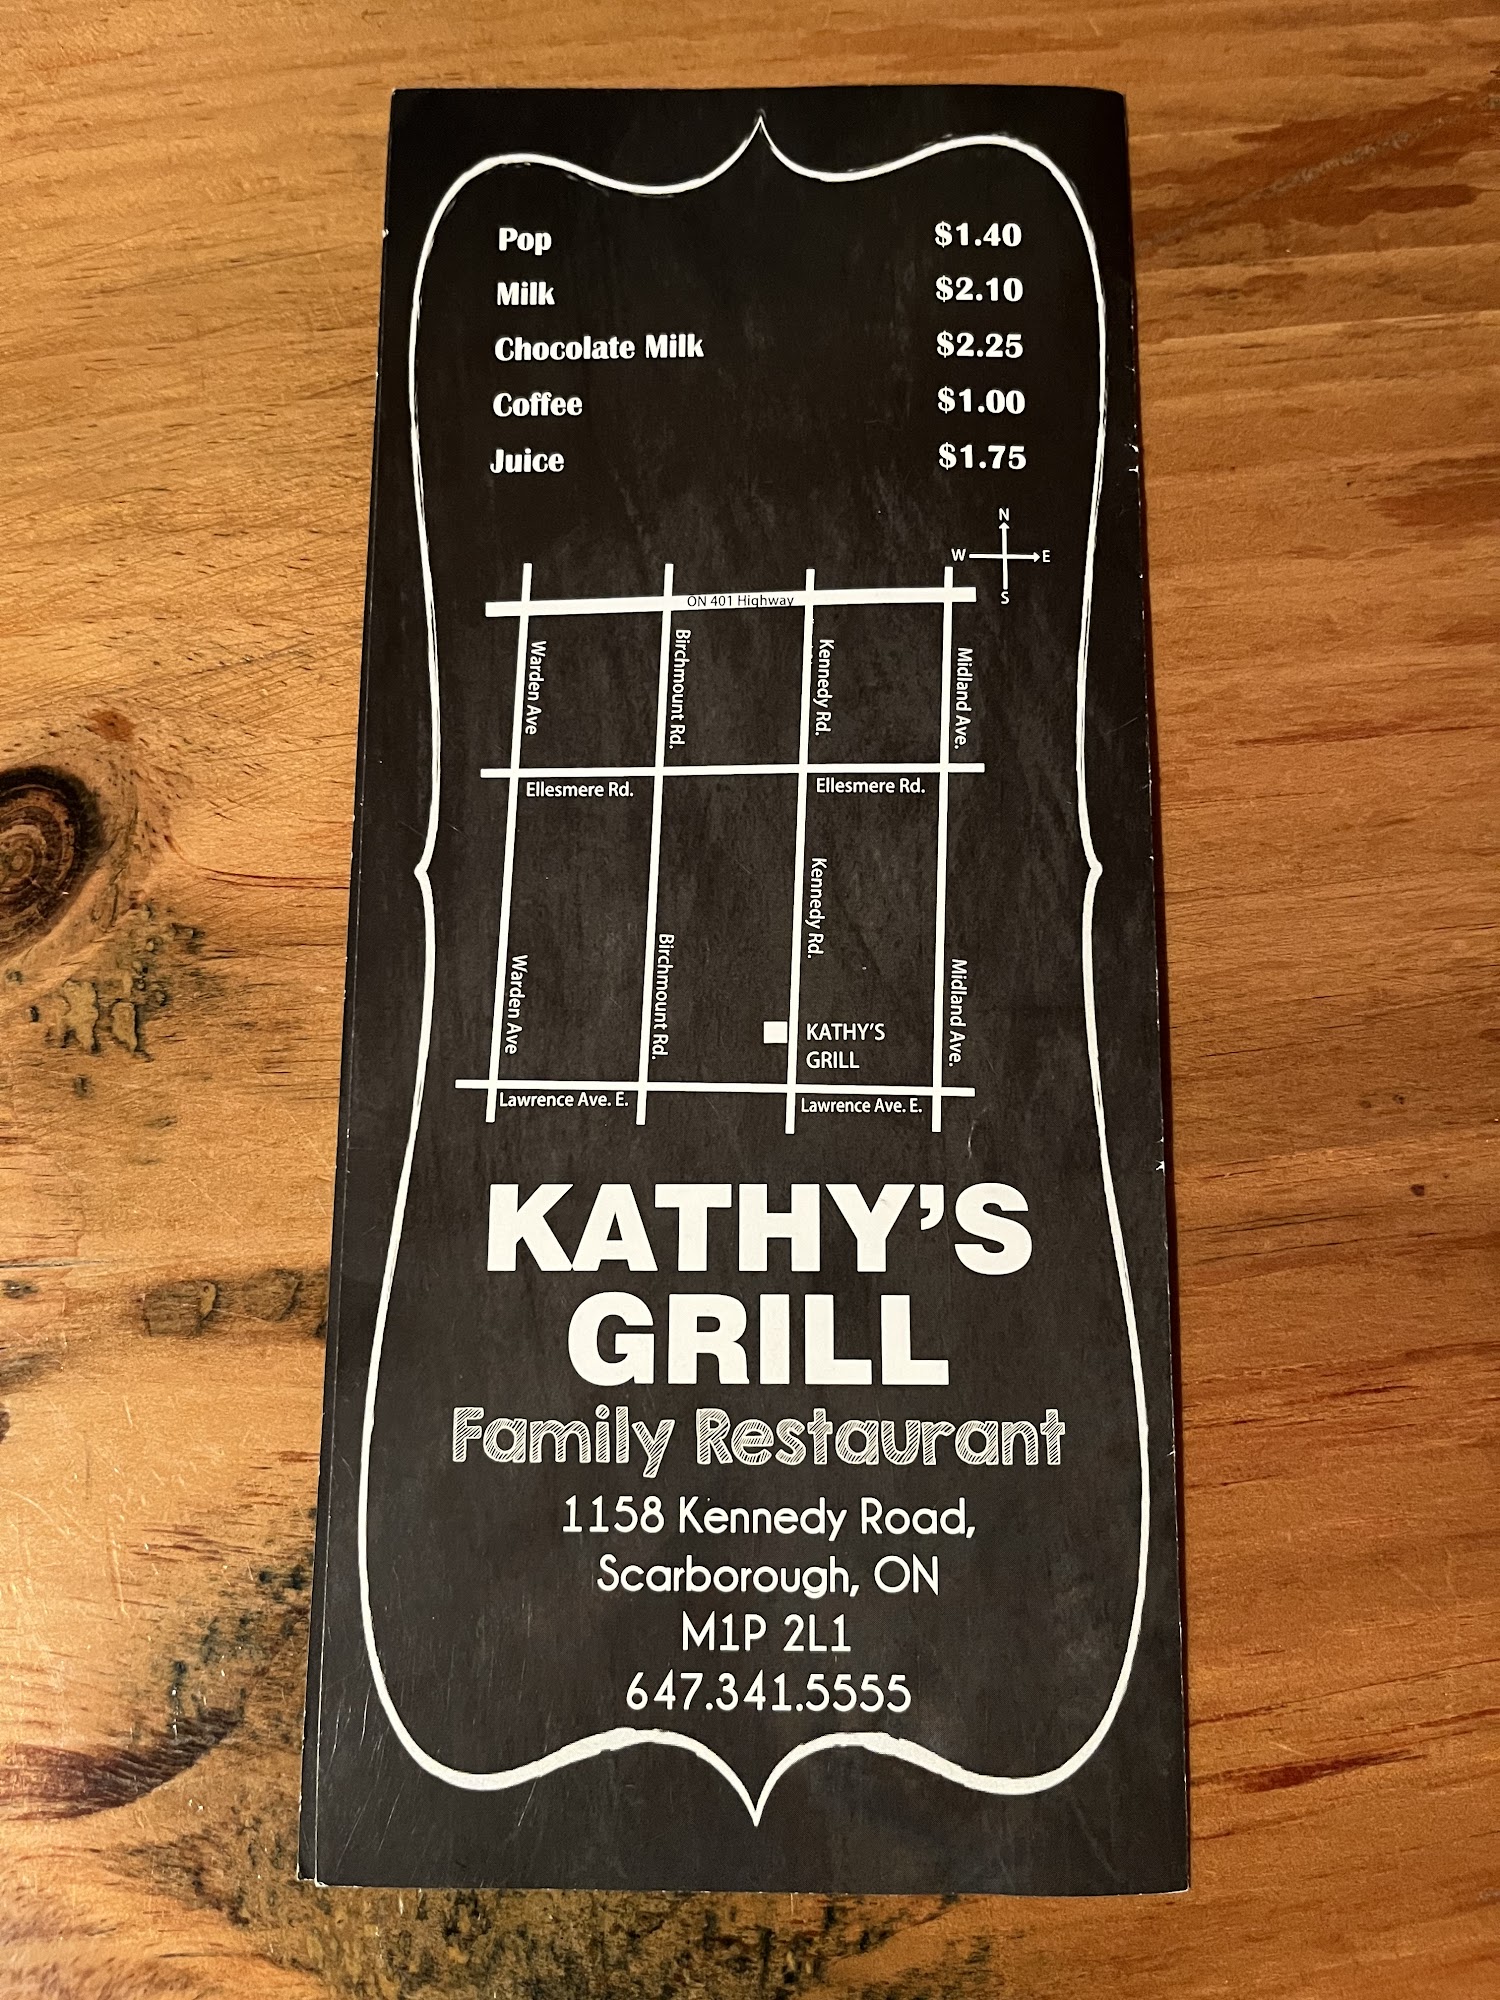 Pop $1.40
Milk $2.10
Chocolate Milk $2.25
Coffee $1.00
Juice $1.75
N
W E
S
ON 401 Highway
Warden Ave
Birchmount Rd.
Kennedy Rd.
Midland Ave.
Ellesmere Rd.
Ellesmere Rd.
Warden Ave
Birchmount Rd.
Kennedy Rd.
Midland Ave.
KATHY'S
GRILL
Lawrence Ave. E.
Lawrence Ave. E.
KATHY'S
GRILL
Family Restaurant
1158 Kennedy Road,
Scarborough, ON
M1P 2L1
647.341.5555